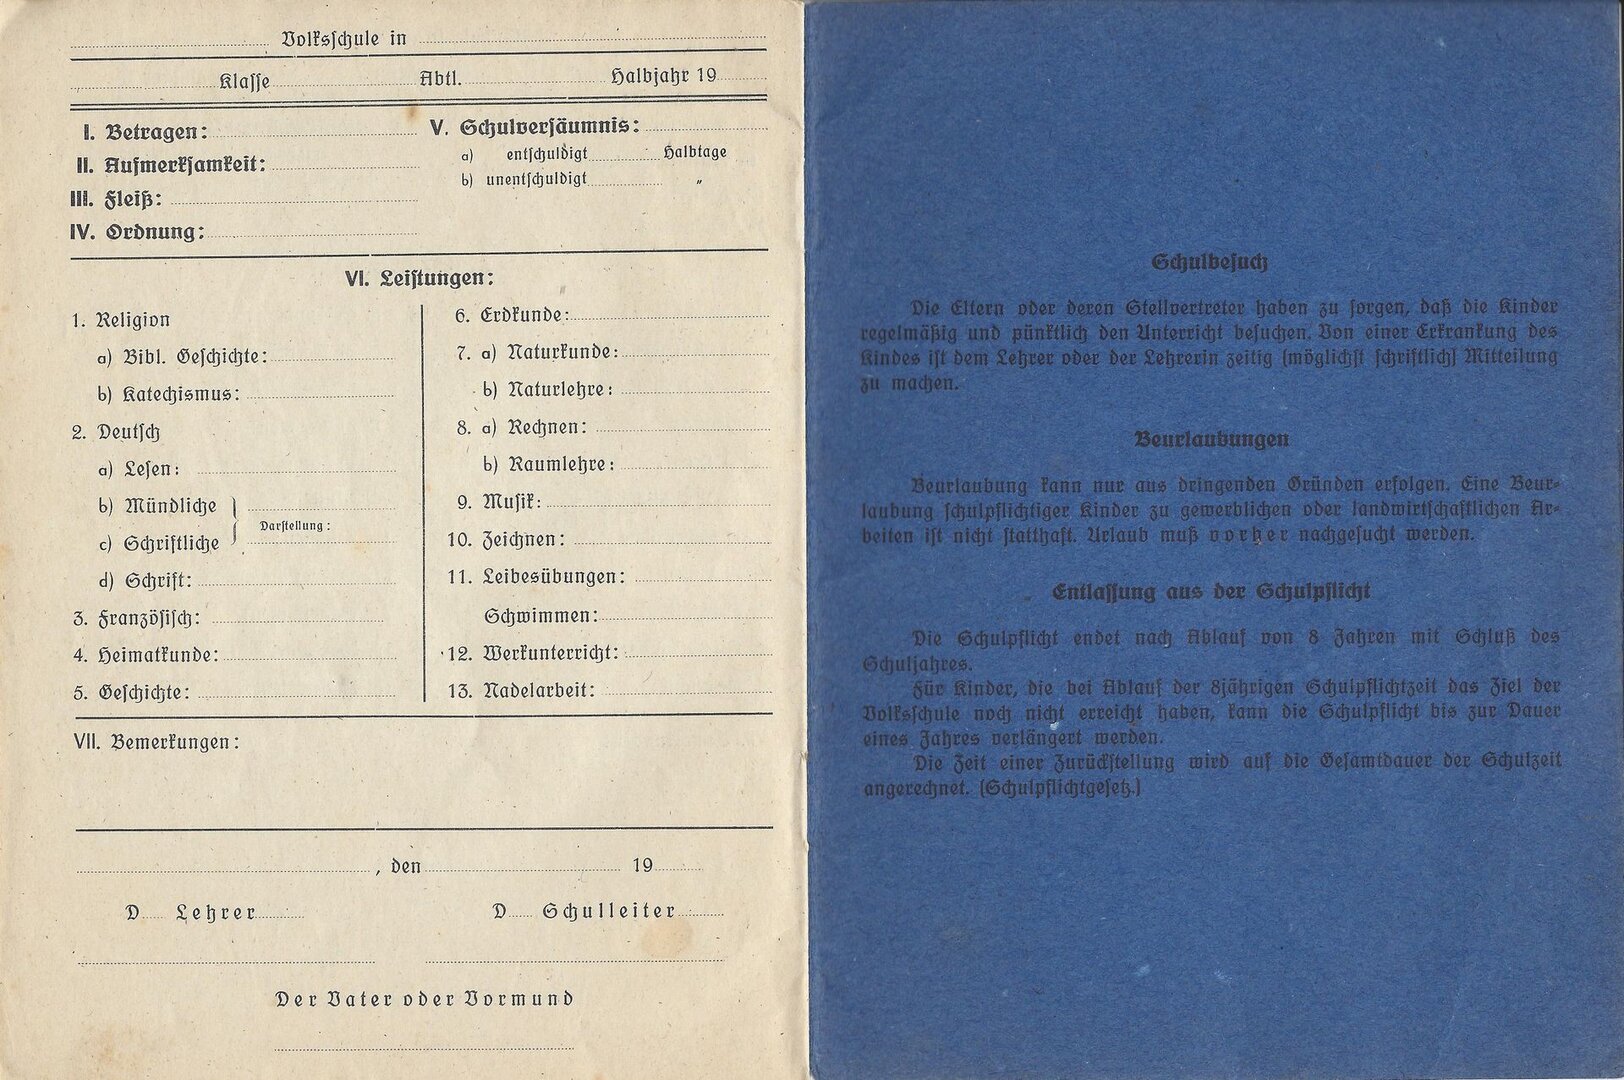 Volksschule in
Klasse Abtl. Halbjahr 19
I. Betragen:
II. Aufmerksamkeit:
III. Fleiß:
IV. Ordnung:
V. Schulversäumnis:
a) entschuldigt Halbtage
b) unentschuldigt „
VI. Leistungen:
1. Religion
a) Bibl. Geschichte:
b) Katechismus:
2. Deutsch
a) Lesen:
b) Mündliche
c) Schriftliche
Darstellung:
d) Schrift:
3. Französisch:
4. Heimatkunde:
5. Geschichte:
6. Erdkunde:
7. a) Naturkunde:
b) Naturlehre:
8. a) Rechnen:
b) Raumlehre:
9. Musik:
10. Zeichnen:
11. Leibesübungen:
Schwimmen:
12. Werkunterricht:
13. Nadelarbeit:
VII. Bemerkungen:
, den 19
D Lehrer
D Schulleiter
Der Vater oder Vormund
Schulbesuch
Die Eltern oder deren Stellvertreter haben zu sorgen, daß die Kinder
regelmäßig und pünktlich den Unterricht besuchen. Von einer Erkrankung des
Kindes ist dem Lehrer oder der Lehrerin zeitig (möglichst schriftlich) Mitteilung
zu machen.
Beurlaubungen
Beurlaubung kann nur aus dringenden Gründen erfolgen. Eine Beur-
laubung schulpflichtiger Kinder zu gewerblichen oder landwirtschaftlichen Ar-
beiten ist nicht statthaft. Urlaub muß vorher nachgesucht werden.
Entlassung aus der Schulpflicht
Die Schulpflicht endet nach Ablauf von 8 Jahren mit Schluß des
Schuljahres.
Für Kinder, die bei Ablauf der 8jährigen Schulpflichtzeit das Ziel der
Volksschule noch nicht erreicht haben, kann die Schulpflicht bis zur Dauer
eines Jahres verlängert werden.
Die Zeit einer Zurückstellung wird auf die Gesamtdauer der Schulzeit
angerechnet. (Schulpflichtgesetz.)